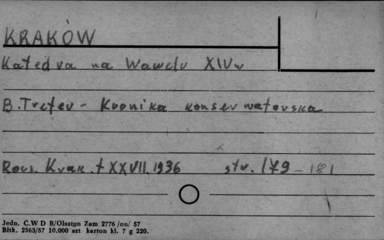 KRAKÓW
Katedra na Wawelu XIVw
B. Treter - Kronika konserwatorska
Rocz. Krak. t XXVII, 1936 str. 179-181
Jedn. C.W D B/Olsztyn Zam 2776 /on/ 57
Bltk. 2563/57 10.000 szt karton kl. 7 g 220.